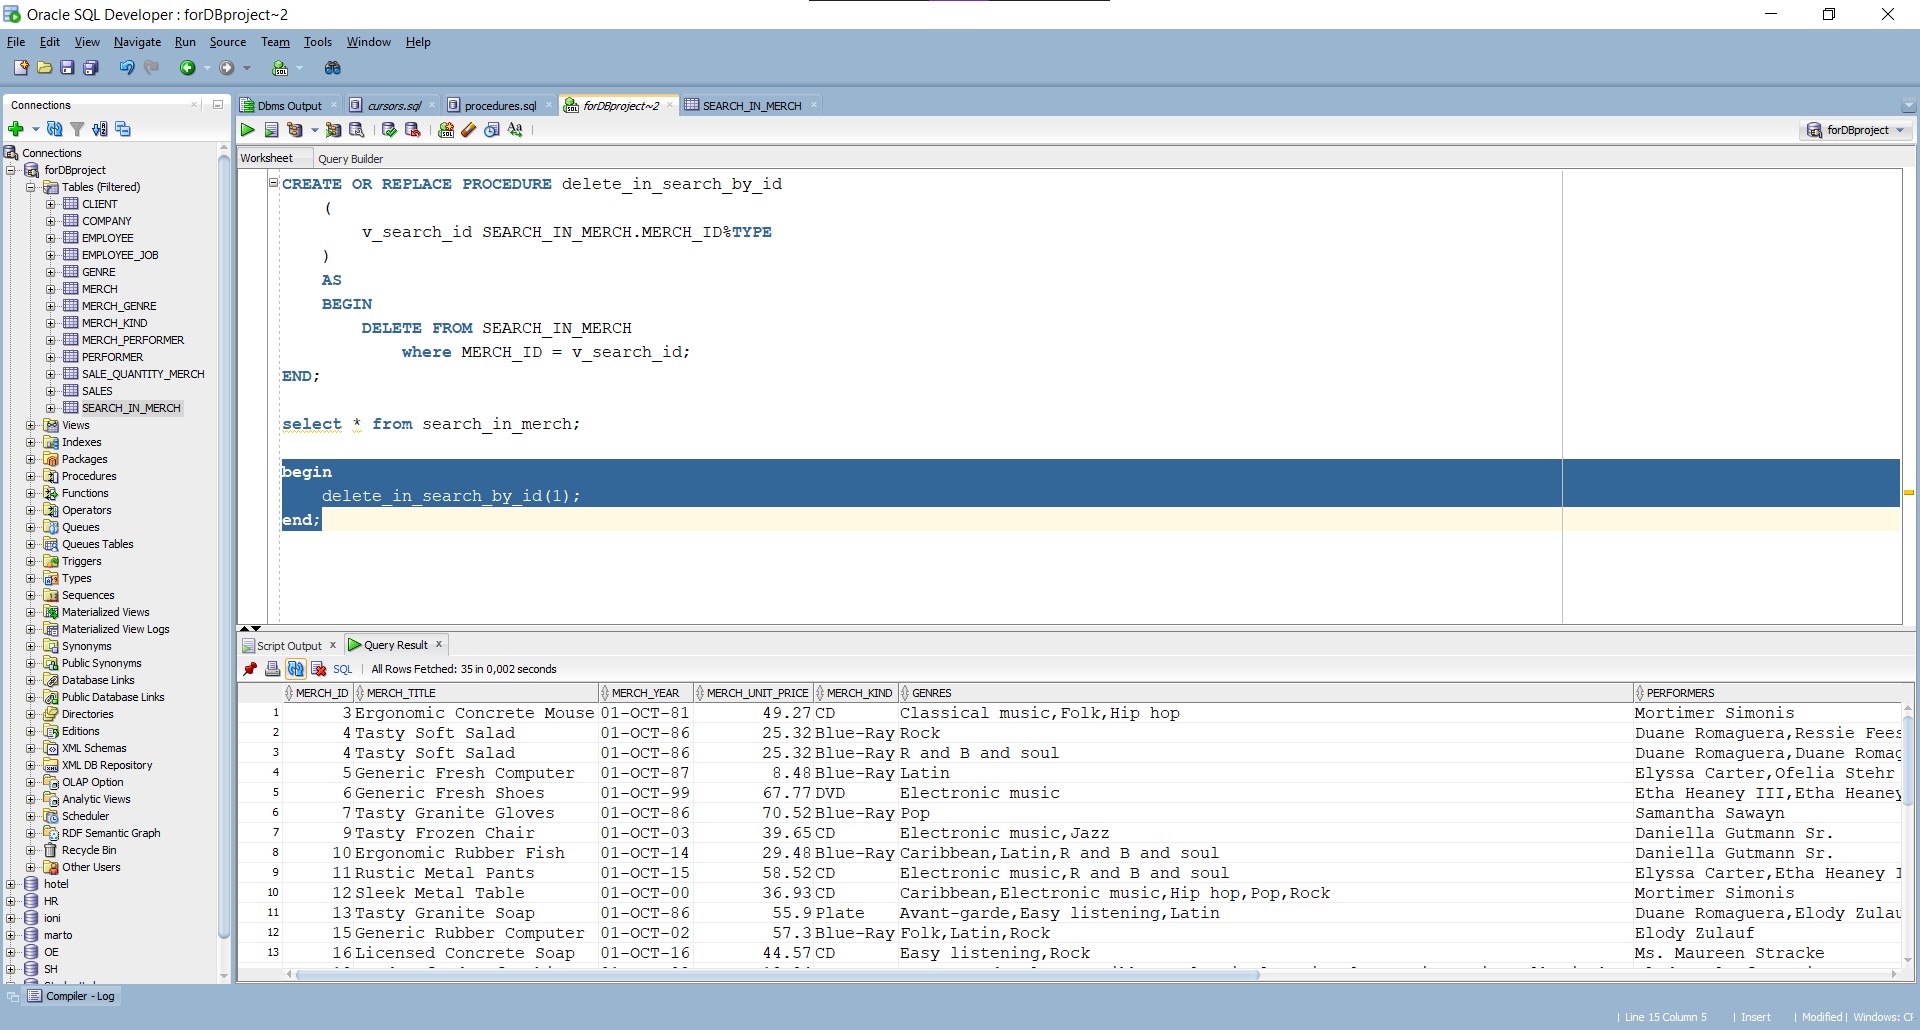 Oracle SQL Developer : forDBproject~2
File Edit View Navigate Run Source Team Tools Window Help
Connections
Connections
forDBproject
Tables (Filtered)
CLIENT
COMPANY
EMPLOYEE
EMPLOYEE_JOB
GENRE
MERCH
MERCH_GENRE
MERCH_KIND
MERCH_PERFORMER
PERFORMER
SALE_QUANTITY_MERCH
SALES
SEARCH_IN_MERCH
Views
Indexes
Packages
Procedures
Functions
Operators
Queues
Queues Tables
Triggers
Types
Sequences
Materialized Views
Materialized View Logs
Synonyms
Public Synonyms
Database Links
Public Database Links
Directories
Editions
XML Schemas
XML DB Repository
OLAP Option
Analytic Views
Scheduler
RDF Semantic Graph
Recycle Bin
Other Users
hotel
HR
ioni
marto
OE
SH
Dbms Output cursors.sql procedures.sql forDBproject~2 SEARCH_IN_MERCH
forDBproject
Worksheet Query Builder
CREATE OR REPLACE PROCEDURE delete_in_search_by_id
(
v_search_id SEARCH_IN_MERCH.MERCH_ID%TYPE
)
AS
BEGIN
DELETE FROM SEARCH_IN_MERCH
where MERCH_ID = v_search_id;
END;
select * from search_in_merch;
begin
delete_in_search_by_id(1);
end;
Script Output Query Result
SQL All Rows Fetched: 35 in 0,002 seconds
MERCH_ID MERCH_TITLE MERCH_YEAR MERCH_UNIT_PRICE MERCH_KIND GENRES PERFORMERS
1 3 Ergonomic Concrete Mouse 01-OCT-81 49.27 CD Classical music,Folk,Hip hop Mortimer Simonis
2 4 Tasty Soft Salad 01-OCT-86 25.32 Blue-Ray Rock Duane Romaguera,Ressie Fees
3 4 Tasty Soft Salad 01-OCT-86 25.32 Blue-Ray R and B and soul Duane Romaguera,Duane Romag
4 5 Generic Fresh Computer 01-OCT-87 8.48 Blue-Ray Latin Elyssa Carter,Ofelia Stehr
5 6 Generic Fresh Shoes 01-OCT-99 67.77 DVD Electronic music Etha Heaney III,Etha Heaney
6 7 Tasty Granite Gloves 01-OCT-86 70.52 Blue-Ray Pop Samantha Sawayn
7 9 Tasty Frozen Chair 01-OCT-03 39.65 CD Electronic music,Jazz Daniella Gutmann Sr.
8 10 Ergonomic Rubber Fish 01-OCT-14 29.48 Blue-Ray Caribbean,Latin,R and B and soul Daniella Gutmann Sr.
9 11 Rustic Metal Pants 01-OCT-15 58.52 CD Electronic music,R and B and soul Elyssa Carter,Etha Heaney I
10 12 Sleek Metal Table 01-OCT-00 36.93 CD Caribbean,Electronic music,Hip hop,Pop,Rock Mortimer Simonis
11 13 Tasty Granite Soap 01-OCT-86 55.9 Plate Avant-garde,Easy listening,Latin Duane Romaguera,Elody Zulau
12 15 Generic Rubber Computer 01-OCT-02 57.3 Blue-Ray Folk,Latin,Rock Elody Zulauf
13 16 Licensed Concrete Soap 01-OCT-16 44.57 CD Easy listening,Rock Ms. Maureen Stracke
Compiler - Log
Line 15 Column 5 Insert Modified Windows: CF